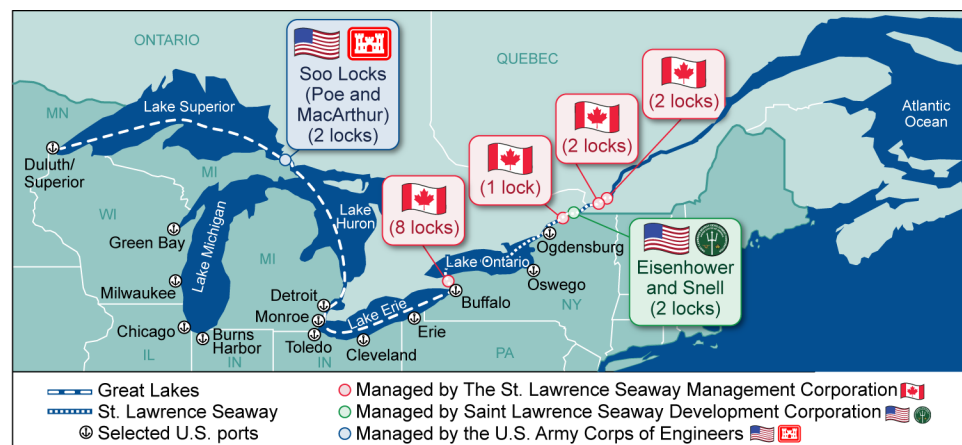 ONTARIO
QUEBEC
Soo Locks
(Poe and
MacArthur)
(2 locks)
(2 locks)
(2 locks)
(1 lock)
(8 locks)
Atlantic
Ocean
MN
Lake Superior
Duluth/
Superior
MI
WI
Green Bay
Lake Michigan
Lake
Huron
MI
Milwaukee
Chicago
Burns
Harbor
IL
IN
Detroit
Monroe
Toledo
IN
Lake Erie
Cleveland
Erie
Buffalo
Lake Ontario
Ogdensburg
Oswego
NY
PA
Eisenhower
and Snell
(2 locks)
Great Lakes
St. Lawrence Seaway
Selected U.S. ports
Managed by The St. Lawrence Seaway Management Corporation
Managed by Saint Lawrence Seaway Development Corporation
Managed by the U.S. Army Corps of Engineers